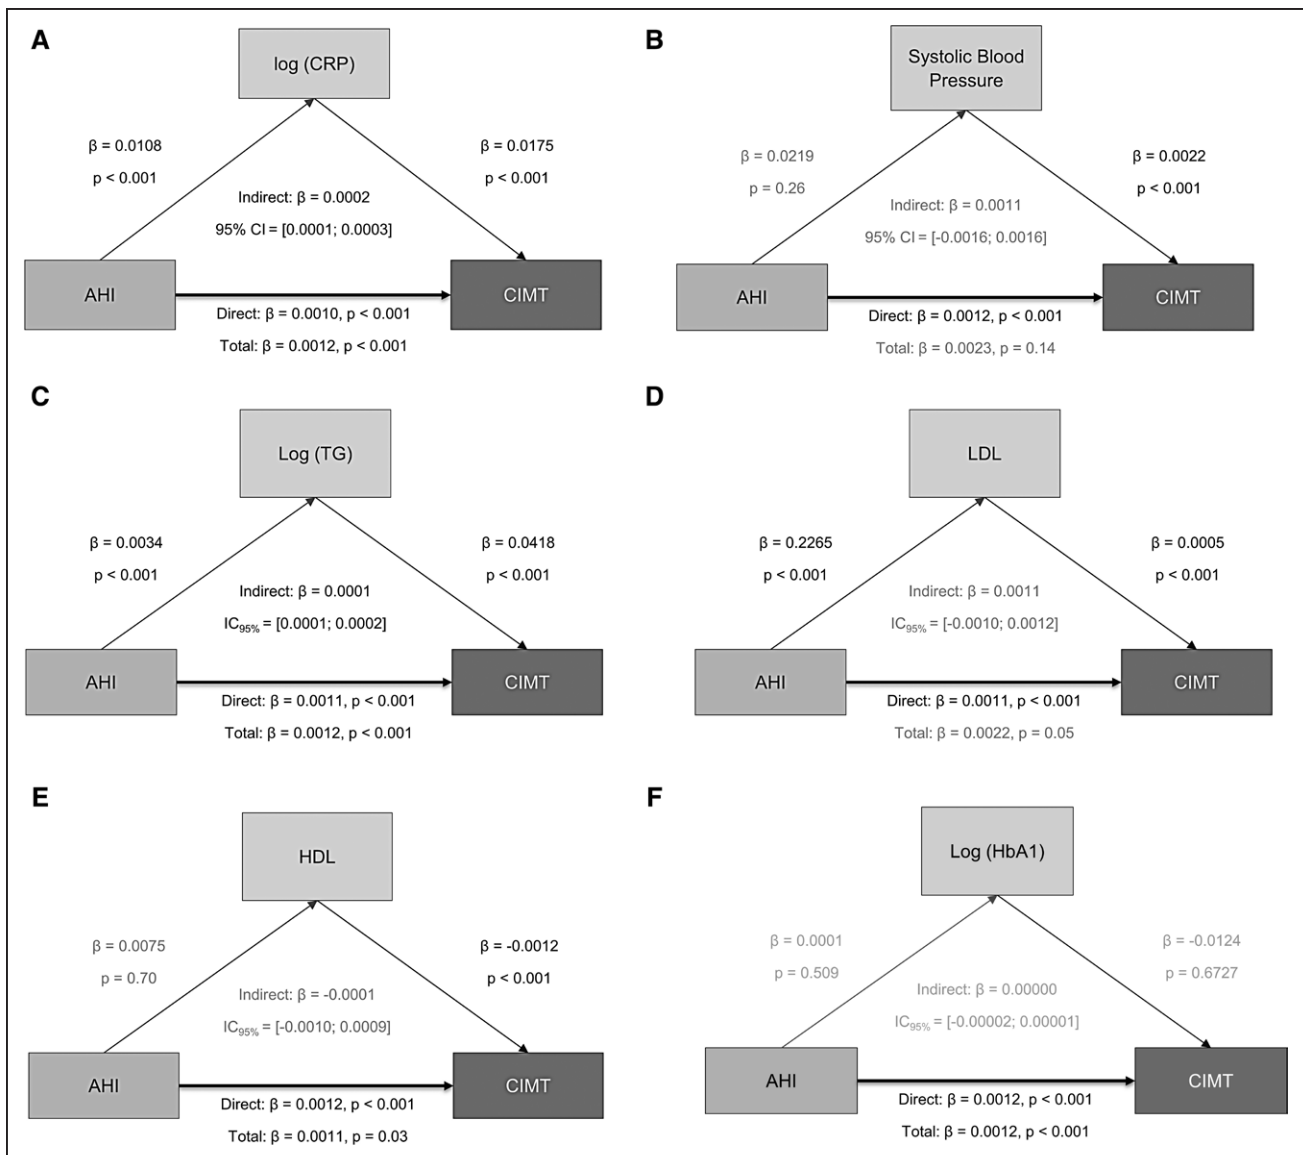 A
log (CRP)
β = 0.0108
p < 0.001
β = 0.0175
p < 0.001
Indirect: β = 0.0002
95% CI = [0.0001; 0.0003]
AHI
CIMT
Direct: β = 0.0010, p < 0.001
Total: β = 0.0012, p < 0.001
B
Systolic Blood
Pressure
β = 0.0219
p = 0.26
β = 0.0022
p < 0.001
Indirect: β = 0.0011
95% CI = [-0.0016; 0.0016]
AHI
CIMT
Direct: β = 0.0012, p < 0.001
Total: β = 0.0023, p = 0.14
C
Log (TG)
β = 0.0034
p < 0.001
β = 0.0418
p < 0.001
Indirect: β = 0.0001
IC95% = [0.0001; 0.0002]
AHI
CIMT
Direct: β = 0.0011, p < 0.001
Total: β = 0.0012, p < 0.001
D
LDL
β = 0.2265
p < 0.001
β = 0.0005
p < 0.001
Indirect: β = 0.0011
IC95% = [-0.0010; 0.0012]
AHI
CIMT
Direct: β = 0.0011, p < 0.001
Total: β = 0.0022, p = 0.05
E
HDL
β = 0.0075
p = 0.70
β = -0.0012
p < 0.001
Indirect: β = -0.0001
IC95% = [-0.0010; 0.0009]
AHI
CIMT
Direct: β = 0.0012, p < 0.001
Total: β = 0.0011, p = 0.03
F
Log (HbA1)
β = 0.0001
p = 0.509
β = -0.0124
p = 0.6727
Indirect: β = 0.00000
IC95% = [-0.00002; 0.00001]
AHI
CIMT
Direct: β = 0.0012, p < 0.001
Total: β = 0.0012, p < 0.001